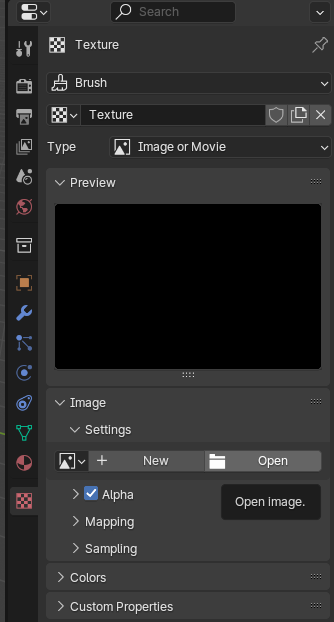 Search
Texture
Brush
Texture
Type Image or Movie
Preview
Image
Settings
New Open
Alpha
Open image.
Mapping
Sampling
Colors
Custom Properties